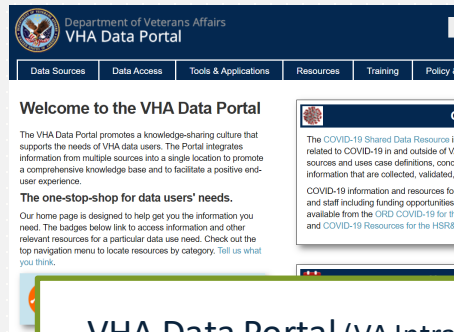 Department of Veterans Affairs
VHA Data Portal
Data Sources
Data Access
Tools & Applications
Resources
Training
Policy &
Welcome to the VHA Data Portal
The VHA Data Portal promotes a knowledge-sharing culture that
supports the needs of VHA data users. The Portal integrates
information from multiple sources into a single location to promote
a comprehensive knowledge base and to facilitate a positive end-
user experience.
The one-stop-shop for data users' needs.
Our home page is designed to help get you the information you
need. The badges below link to access information and other
relevant resources for a particular data use need. Check out the
top navigation menu to locate resources by category. Tell us what
you think.
The COVID-19 Shared Data Resource i
related to COVID-19 in and outside of VA
sources and uses case definitions, conc
information that are collected, validated,
COVID-19 information and resources fo
and staff including funding opportunities
available from the ORD COVID-19 for th
and COVID-19 Resources for the HSR&
VHA Data Portal (VA Intra